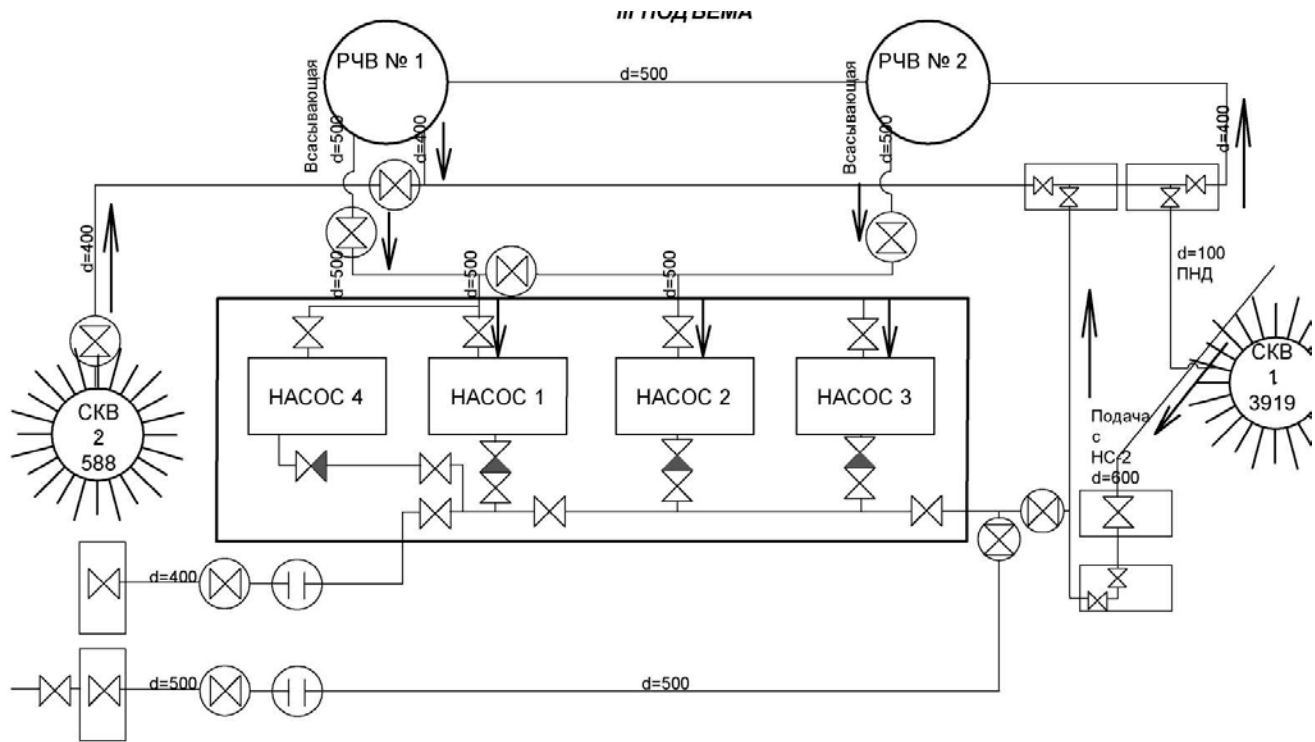 III ПОДЪЕМА
РЧВ № 1
d=500
РЧВ № 2
Всасывающая
d=500
d=400
Всасывающая
d=500
d=400
d=400
d=500
d=500
d=500
d=100
ПНД
НАСОС 4
НАСОС 1
НАСОС 2
НАСОС 3
СКВ
2
588
СКВ
1
3919
Подача
с
НС-2
d=600
d=400
d=500
d=500